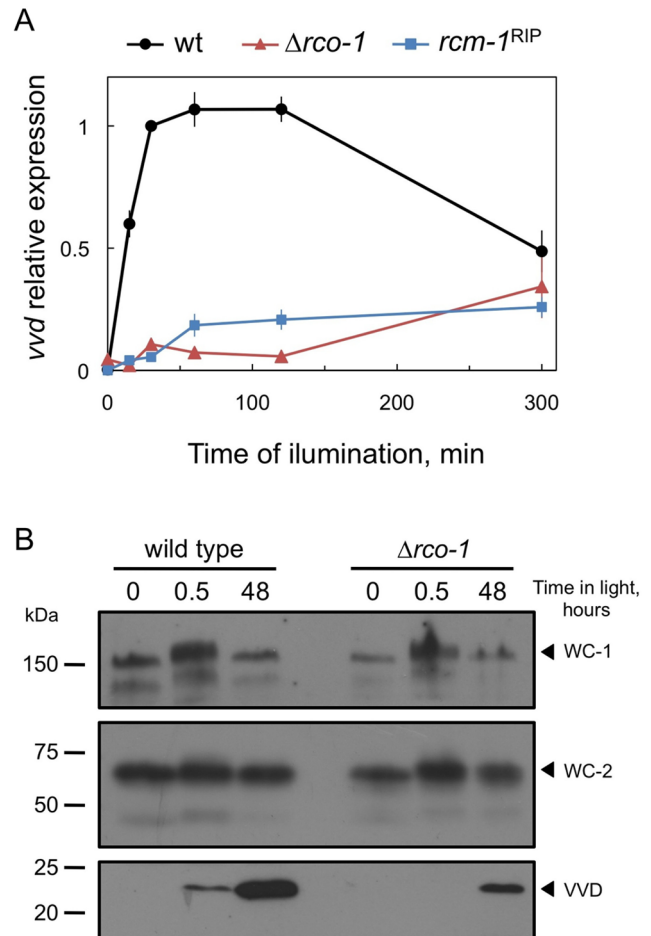 A
wt Δrco-1 rcm-1RIP
vvd relative expression
1
0.5
0
0 100 200 300
Time of ilumination, min
B
wild type Δrco-1
0 0.5 48 0 0.5 48 Time in light,
hours
kDa
150 WC-1
75
WC-2
50
25
VVD
20